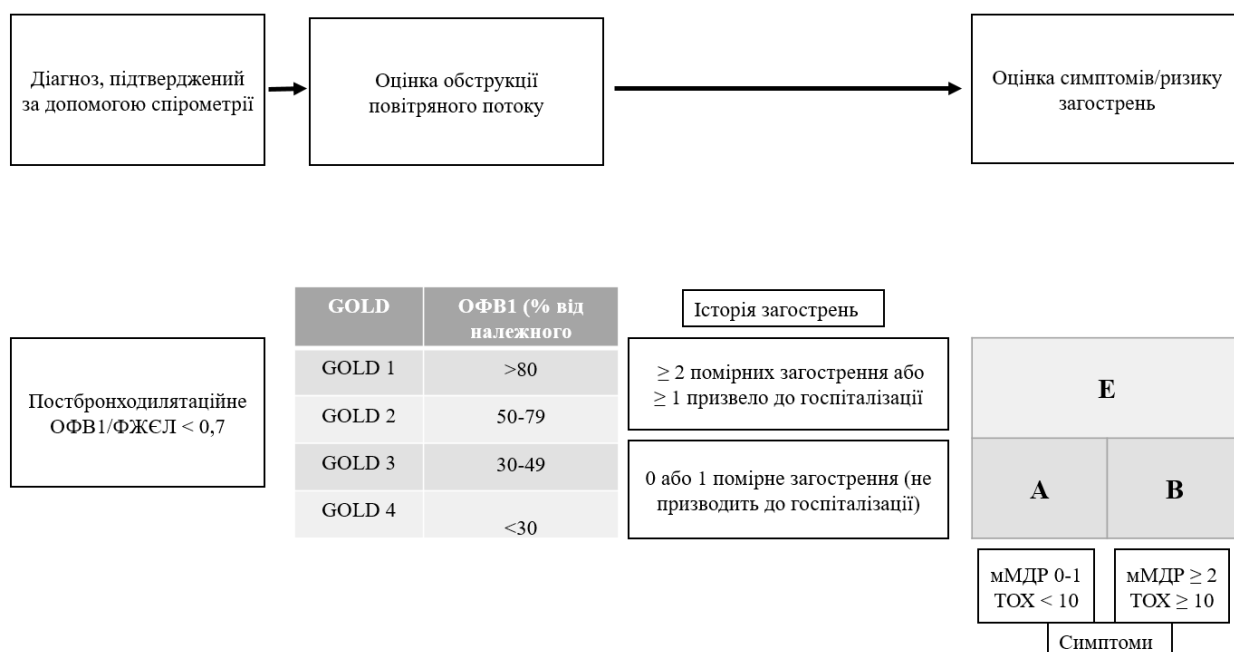 Діагноз, підтверджений
за допомогою спірометрії
Оцінка обструкції
повітряного потоку
Оцінка симптомів/ризику
загострень
Постбронходилятаційне
ОФВ1/ФЖЄЛ < 0,7
GOLD
ОФВ1 (% від
належного
GOLD 1
>80
GOLD 2
50-79
GOLD 3
30-49
GOLD 4
<30
Історія загострень
≥ 2 помірних загострення або
≥ 1 призвело до госпіталізації
0 або 1 помірне загострення (не
призводить до госпіталізації)
E
A
B
мМДР 0-1
ТОХ < 10
мМДР ≥ 2
ТОХ ≥ 10
Симптоми